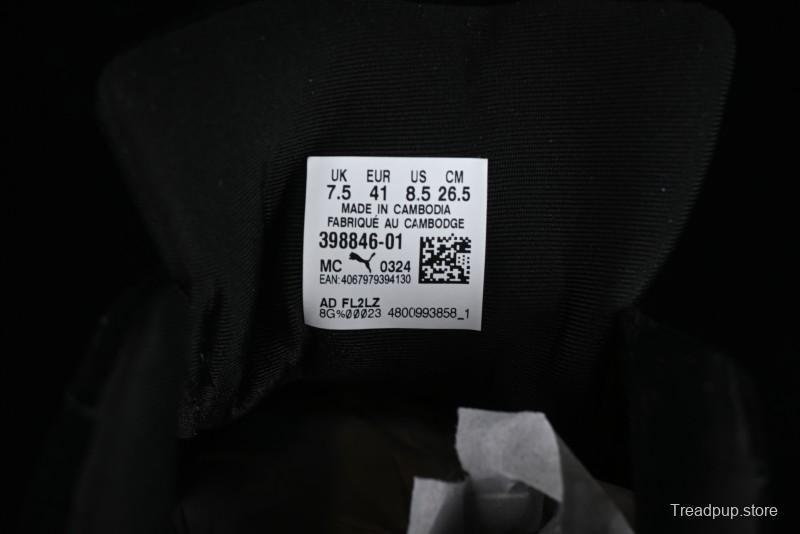 UK EUR US CM
7.5 41 8.5 26.5
MADE IN CAMBODIA
FABRIQUÉ AU CAMBODGE
398846-01
MC 0324
EAN: 4067979394130
AD FL2LZ
8G%00023 4800993858_1
Treadpup.store